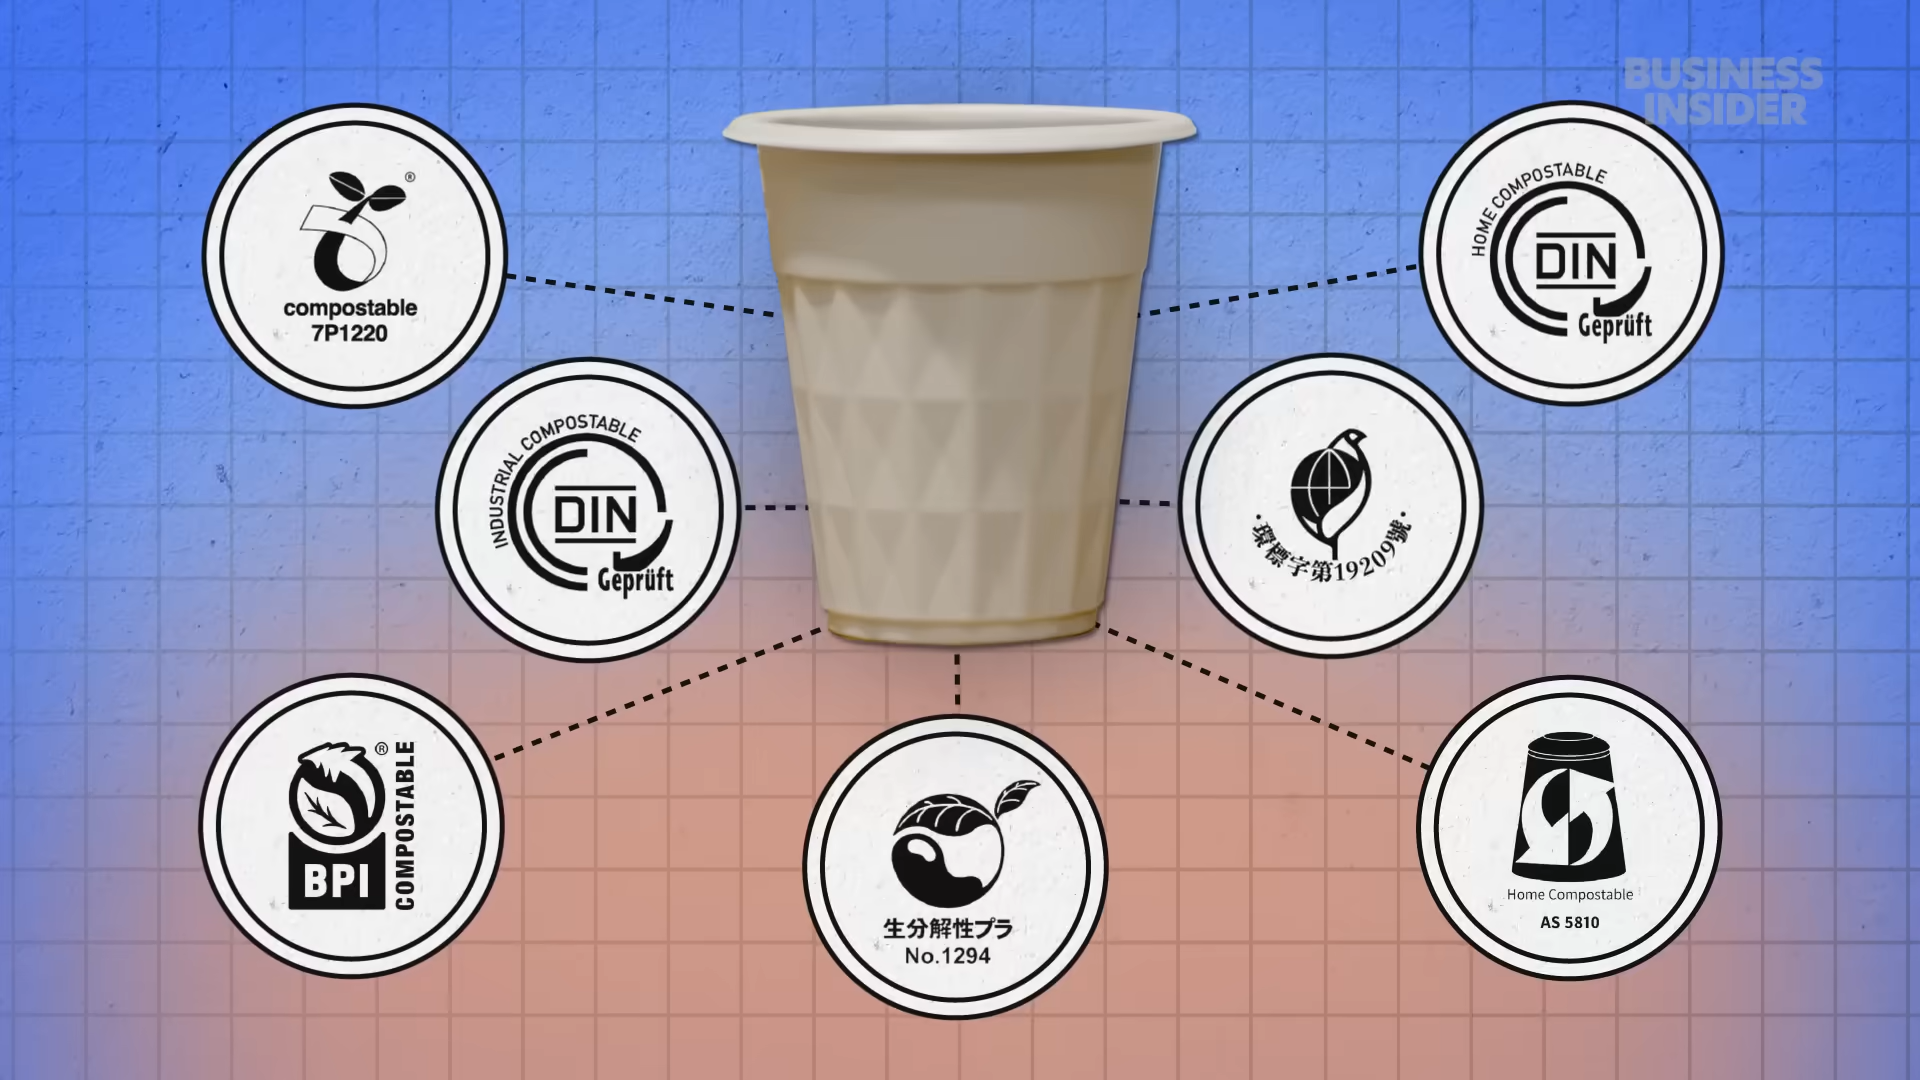 BUSINESS
INSIDER
®
compostable
7P1220
HOME COMPOSTABLE
DIN
Geprüft
INDUSTRIAL COMPOSTABLE
DIN
Geprüft
·環標字第19209號·
®
BPI
COMPOSTABLE
生分解性プラ
No.1294
Home Compostable
AS 5810